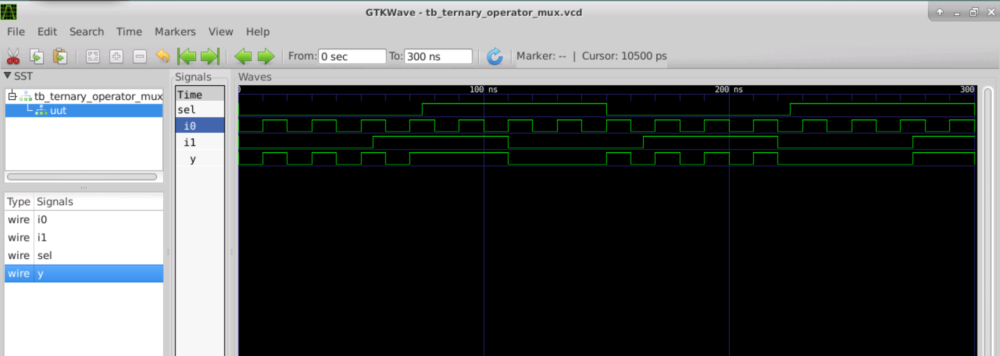 GTKWave - tb_ternary_operator_mux.vcd
File Edit Search Time Markers View Help
From: 0 sec To: 300 ns Marker: -- | Cursor: 10500 ps
SST
tb_ternary_operator_mux
uut
Type Signals
wire i0
wire i1
wire sel
wire y
Signals
Time
sel
i0
i1
y
Waves
0 100 ns 200 ns 300